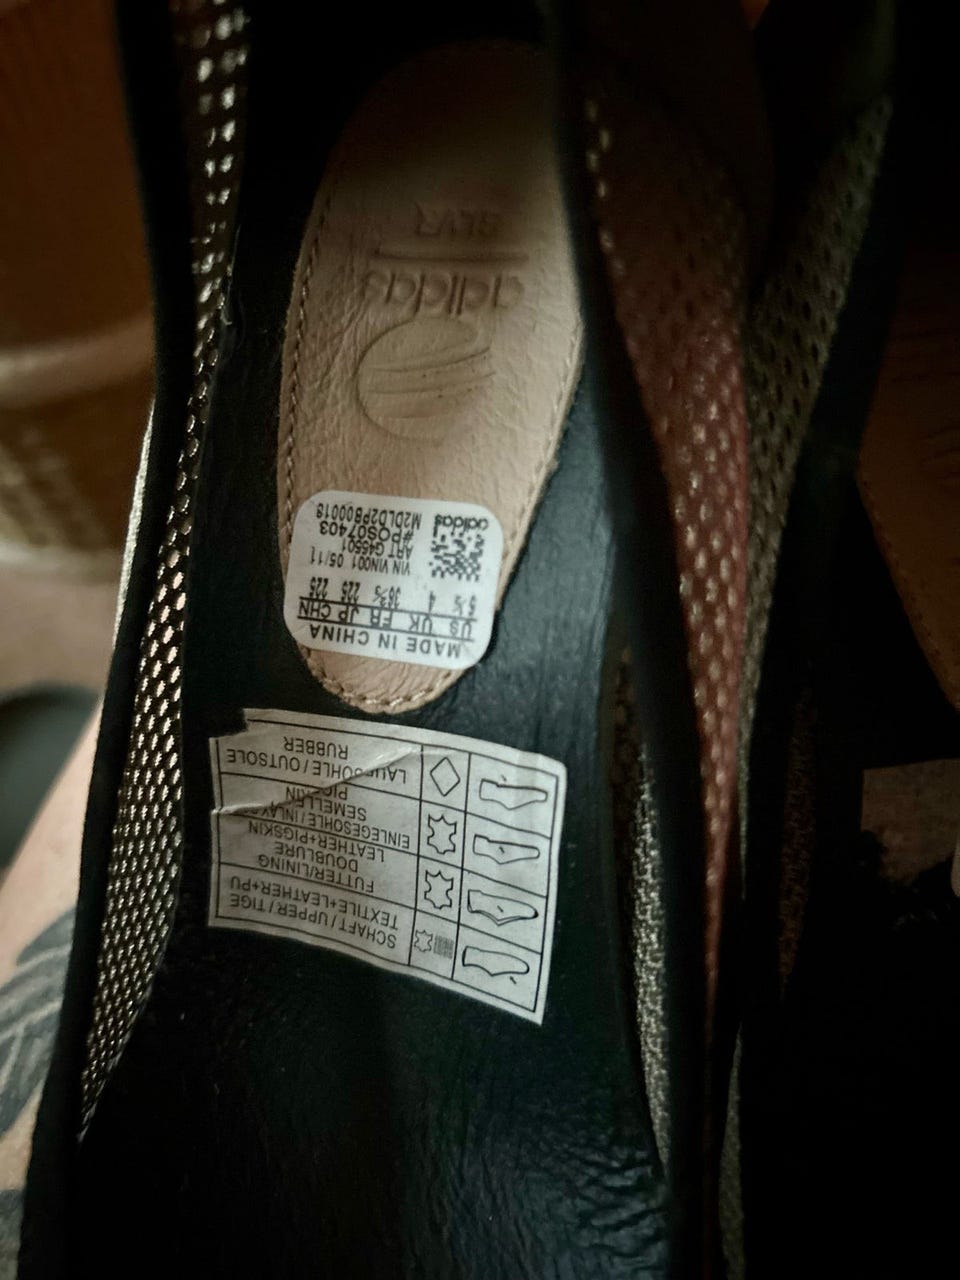 SCHAFT / UPPER / TIGE
TEXTILE+LEATHER+PU
FUTTER/LINING
DOUBLURE
LEATHER+PIGSKIN
EINLEGESOHLE / INLAY
SEMELLE
PIGSKIN
LAUFSOHLE / OUTSOLE
RUBBER
MADE IN CHINA
US UK FR JP CHN
5½ 4 36⅔ 225 225
VIN VIN001 05/11
ART G45501
#POS07403
M2DLD2PB00019
adidas
adidas
SLVR